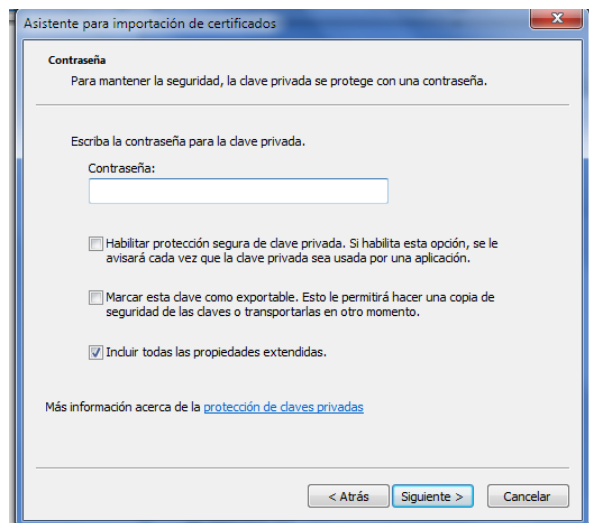 Asistente para importación de certificados
Contraseña
Para mantener la seguridad, la clave privada se protege con una contraseña.
Escriba la contraseña para la clave privada.
Contraseña:
Habilitar protección segura de clave privada. Si habilita esta opción, se le
avisará cada vez que la clave privada sea usada por una aplicación.
Marcar esta clave como exportable. Esto le permitirá hacer una copia de
seguridad de las claves o transportarlas en otro momento.
Incluir todas las propiedades extendidas.
Más información acerca de la protección de claves privadas
< Atrás Siguiente > Cancelar